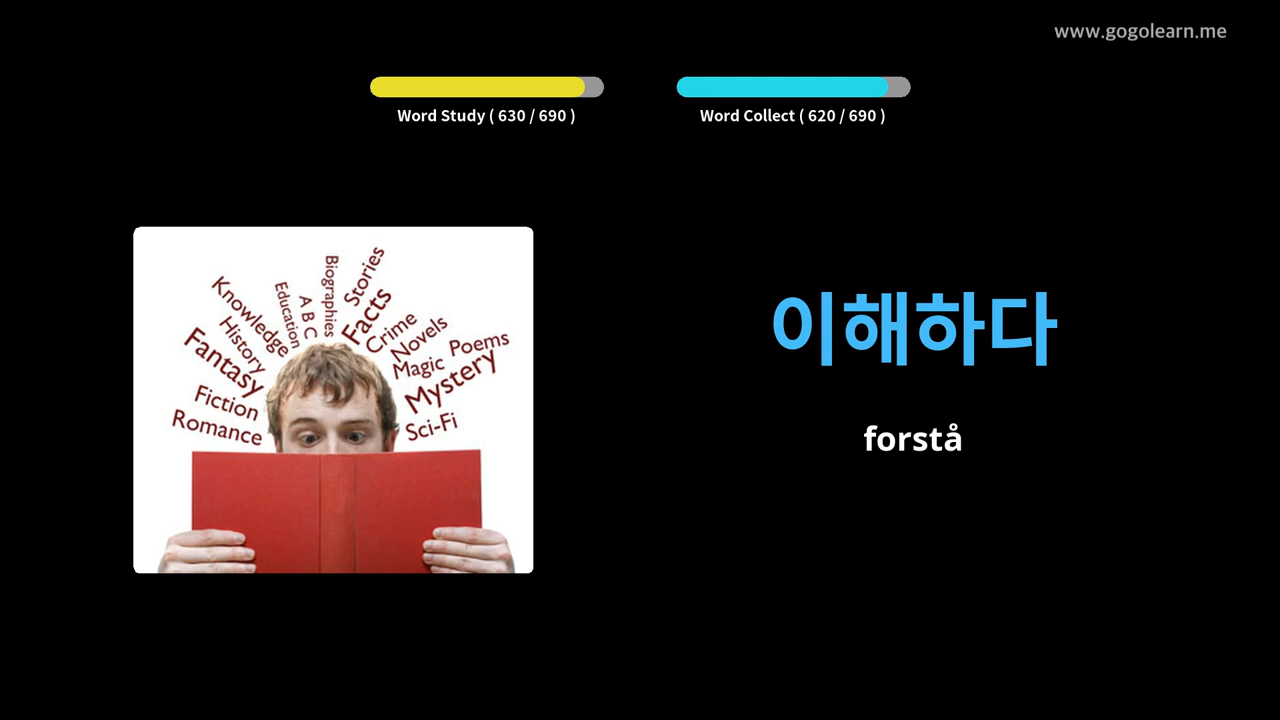 www.gogolearn.me
Word Study ( 630 / 690 )
Word Collect ( 620 / 690 )
Knowledge
History
Fantasy
Fiction
Romance
Education
A B C
Biographies
Stories
Facts
Crime
Novels
Magic
Poems
Mystery
Sci-Fi
이해하다
forstå